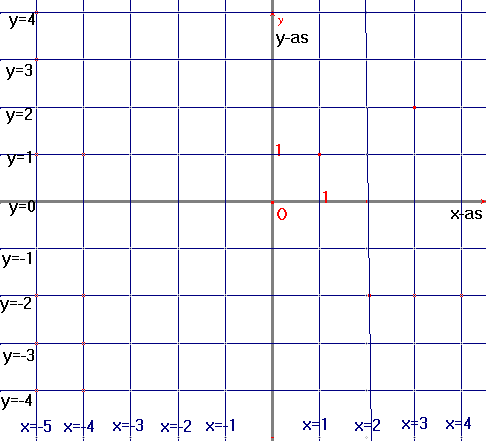 y=4
y
y-as
y=3
y=2
y=1
1
y=0
1
O
x-as
y=-1
y=-2
y=-3
y=-4
x=-5 x=-4 x=-3 x=-2 x=-1 x=1 x=2 x=3 x=4